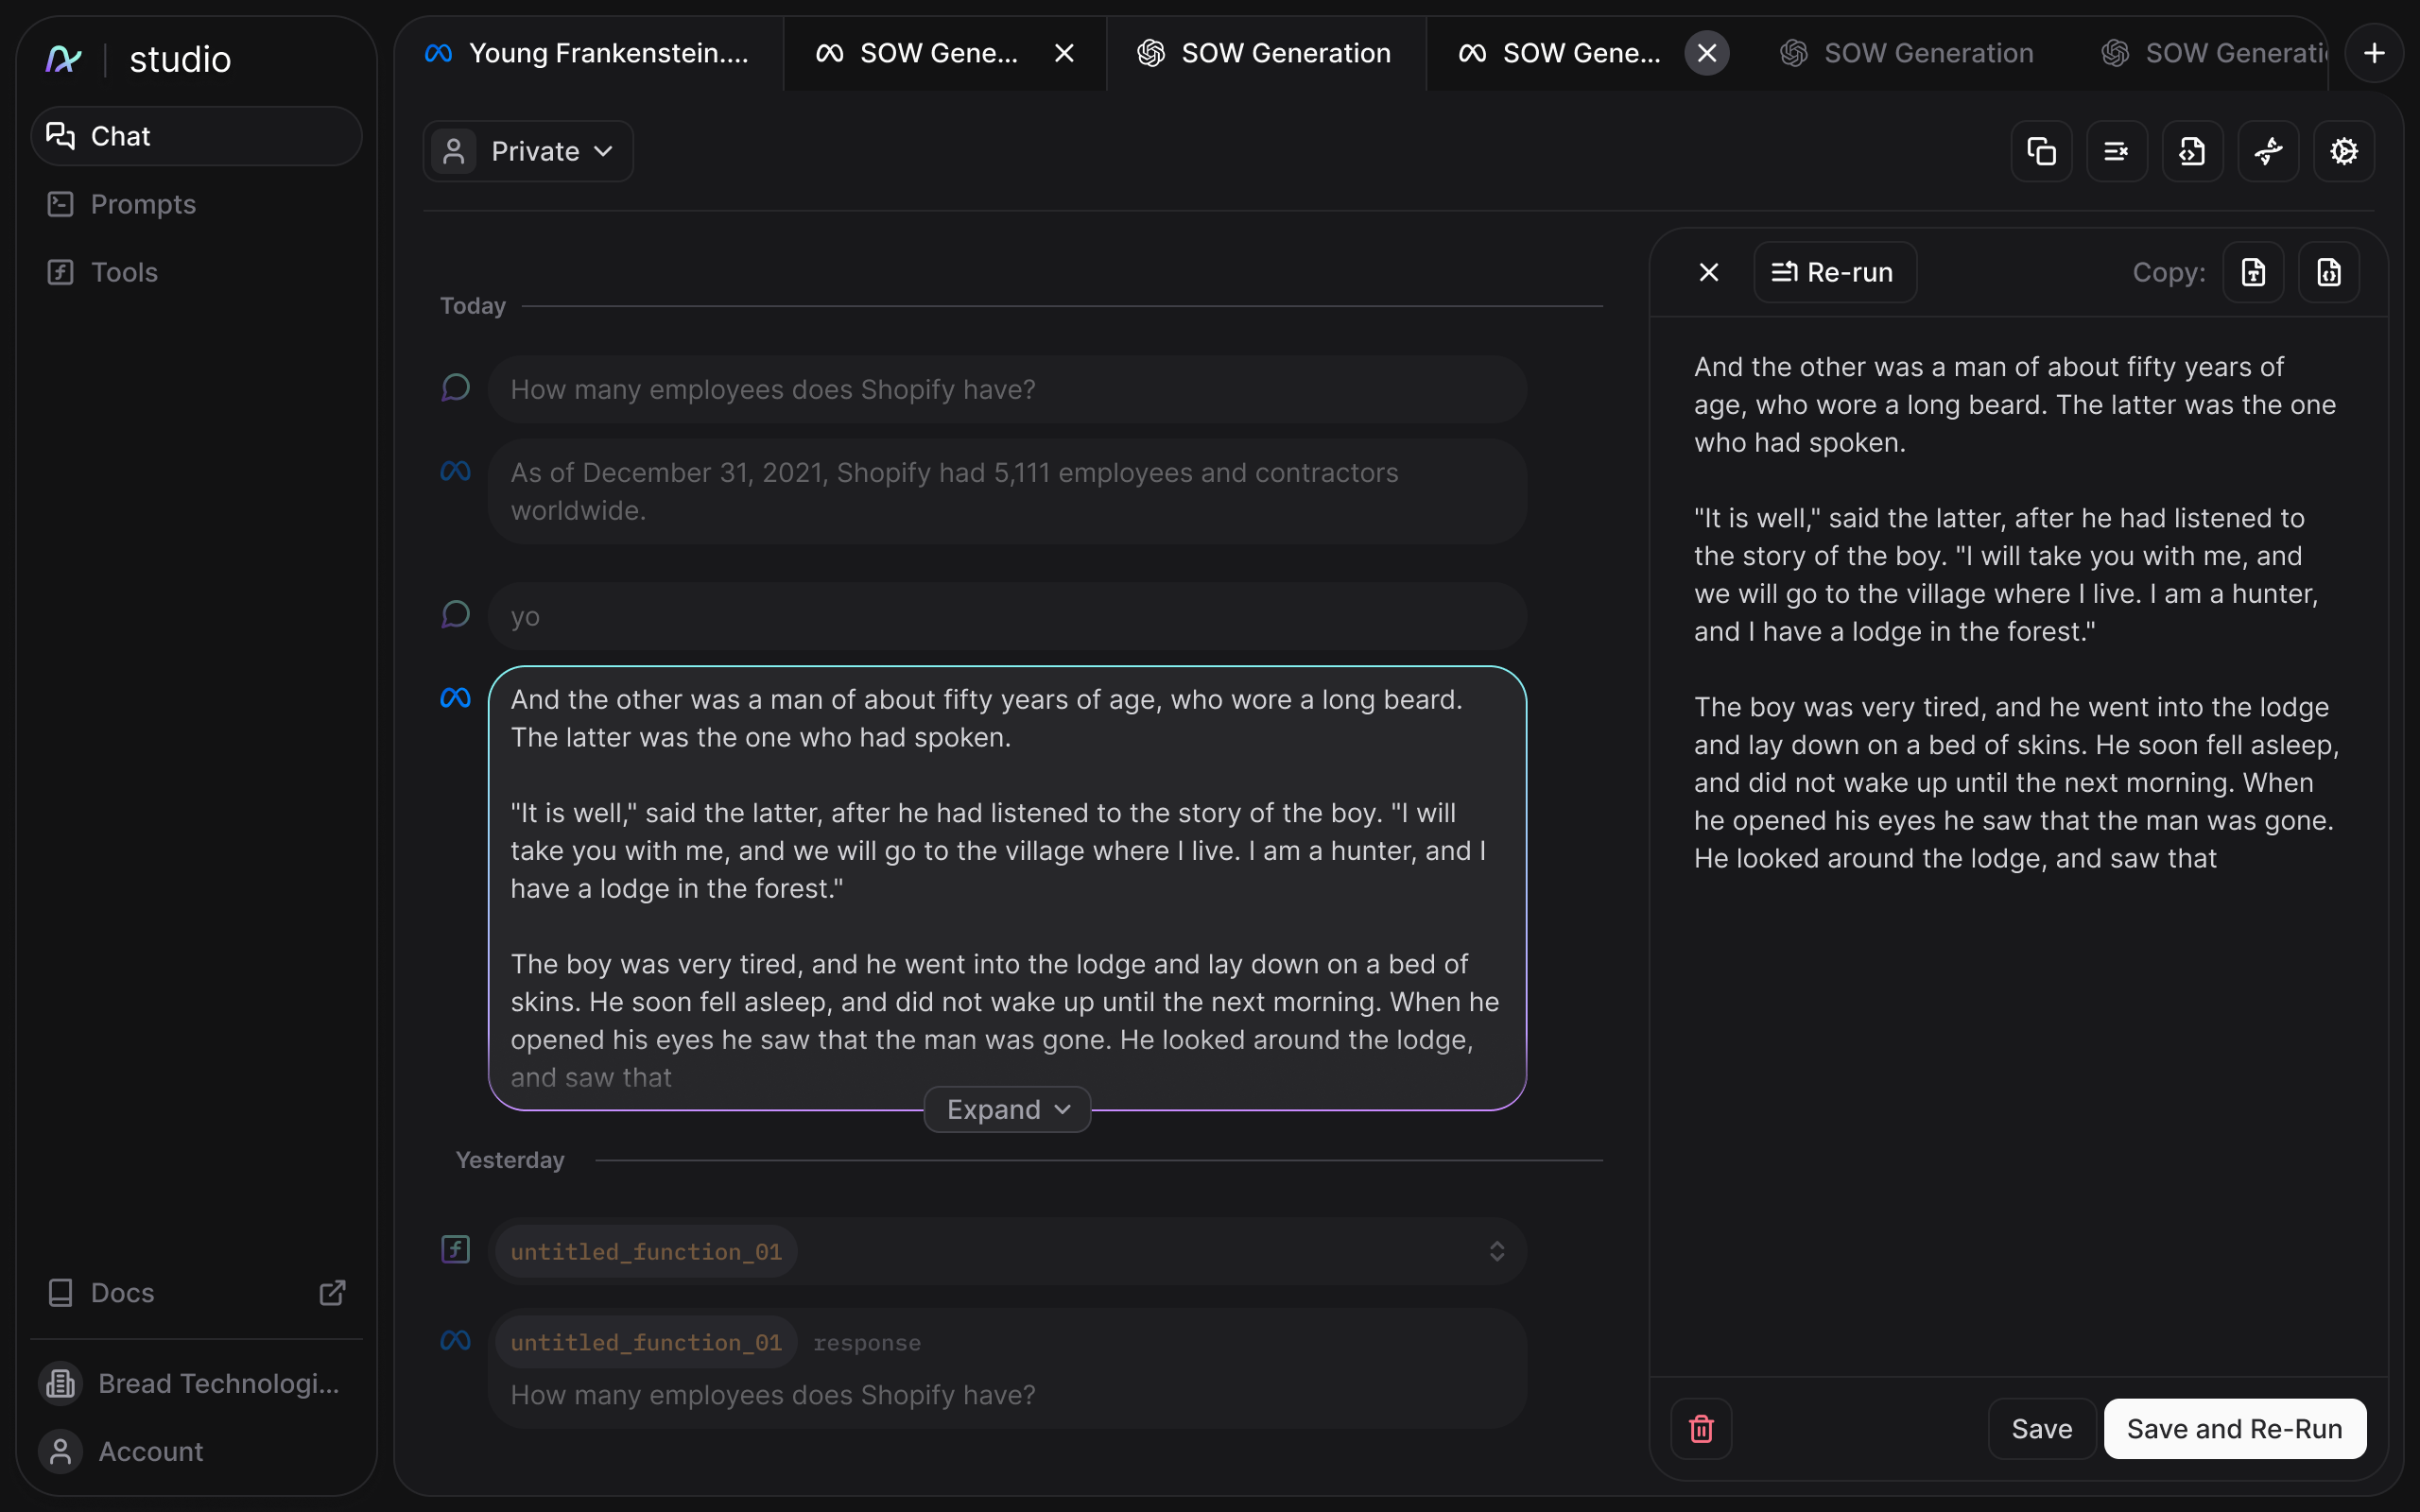 studio
Chat
Prompts
Tools
Docs
Bread Technologi...
Account
Young Frankenstein....
SOW Gene...
SOW Generation
SOW Gene...
SOW Generation
SOW Generati
Private
Today
How many employees does Shopify have?
As of December 31, 2021, Shopify had 5,111 employees and contractors
worldwide.
yo
And the other was a man of about fifty years of age, who wore a long beard.
The latter was the one who had spoken.
"It is well," said the latter, after he had listened to the story of the boy. "I will
take you with me, and we will go to the village where I live. I am a hunter, and I
have a lodge in the forest."
The boy was very tired, and he went into the lodge and lay down on a bed of
skins. He soon fell asleep, and did not wake up until the next morning. When he
opened his eyes he saw that the man was gone. He looked around the lodge,
and saw that
Expand
Yesterday
untitled_function_01
untitled_function_01 response
How many employees does Shopify have?
Re-run
Copy:
And the other was a man of about fifty years of
age, who wore a long beard. The latter was the one
who had spoken.
"It is well," said the latter, after he had listened to
the story of the boy. "I will take you with me, and
we will go to the village where I live. I am a hunter,
and I have a lodge in the forest."
The boy was very tired, and he went into the lodge
and lay down on a bed of skins. He soon fell asleep,
and did not wake up until the next morning. When
he opened his eyes he saw that the man was gone.
He looked around the lodge, and saw that
Save
Save and Re-Run